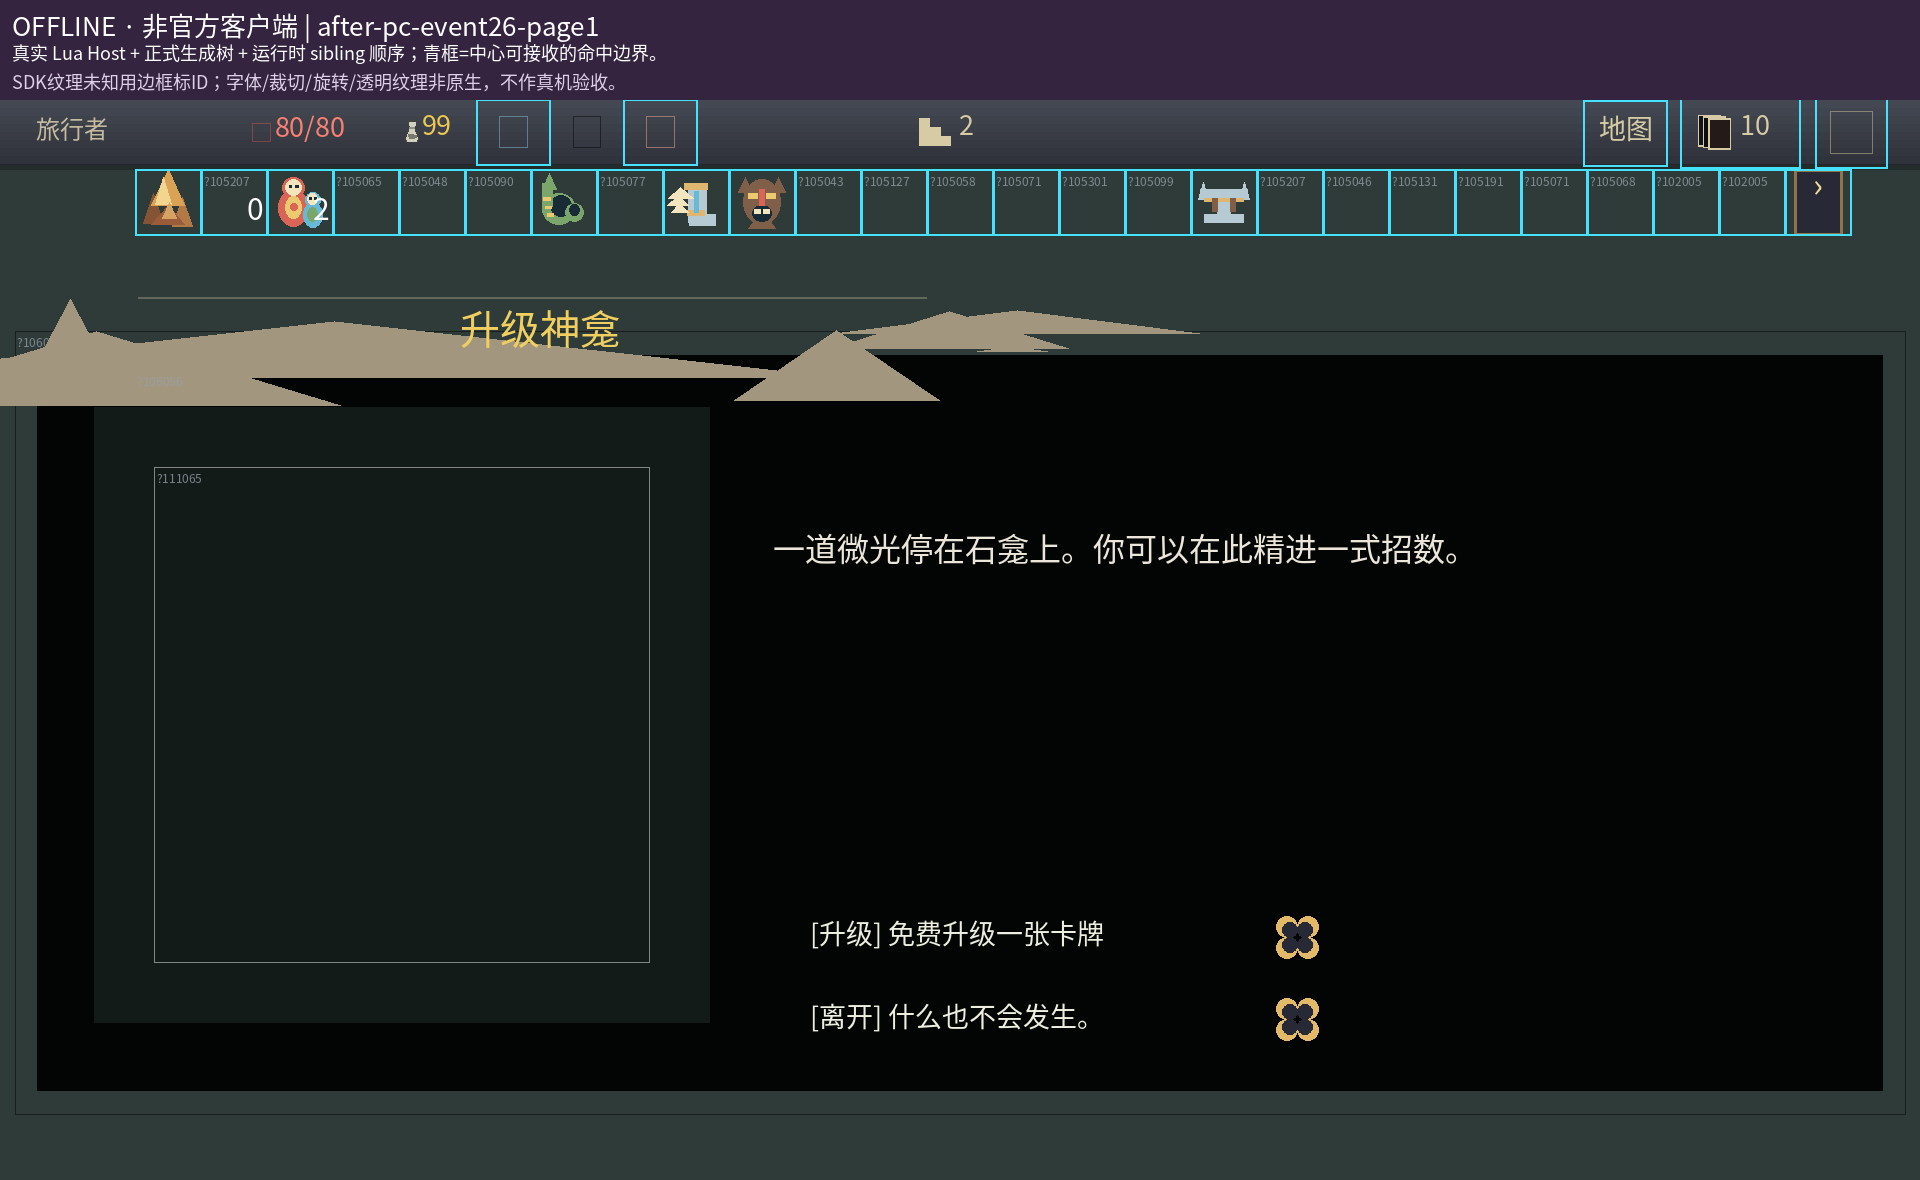 OFFLINE · 非官方客户端 | after-pc-event26-page1
真实 Lua Host + 正式生成树 + 运行时 sibling 顺序；青框=中心可接收的命中边界。
SDK纹理未知用边框标ID；字体/裁切/旋转/透明纹理非原生，不作真机验收。
旅行者 80/80 99 2 地图 10
?105207 ?105065 ?105048 ?105090 ?105077 ?105043 ?105127 ?105058 ?105071 ?105301 ?105099 ?105207 ?105046 ?105131 ?105191 ?105071 ?105068 ?102005 ?102005 ›
0 2
升级神龛
?1060
?111065
一道微光停在石龛上。你可以在此精进一式招数。
[升级] 免费升级一张卡牌
[离开] 什么也不会发生。